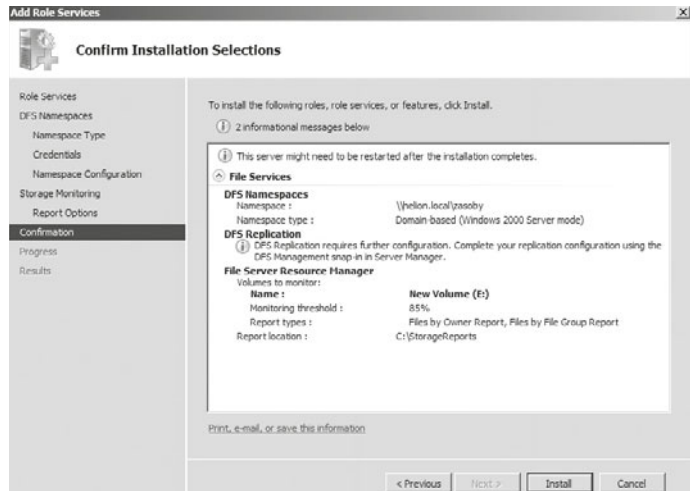 Add Role Services
Confirm Installation Selections
Role Services
DFS Namespaces
Namespace Type
Credentials
Namespace Configuration
Storage Monitoring
Report Options
Confirmation
Progress
Results
To install the following roles, role services, or features, click Install.
2 informational messages below
This server might need to be restarted after the installation completes.
File Services
DFS Namespaces
Namespace : \\helion.local\zasoby
Namespace type : Domain-based (Windows 2000 Server mode)
DFS Replication
DFS Replication requires further configuration. Complete your replication configuration using the
DFS Management snap-in in Server Manager.
File Server Resource Manager
Volumes to monitor:
Name : New Volume (E:)
Monitoring threshold : 85%
Report types : Files by Owner Report, Files by File Group Report
Report location : C:\StorageReports
Print, e-mail, or save this information
< Previous Next > Install Cancel